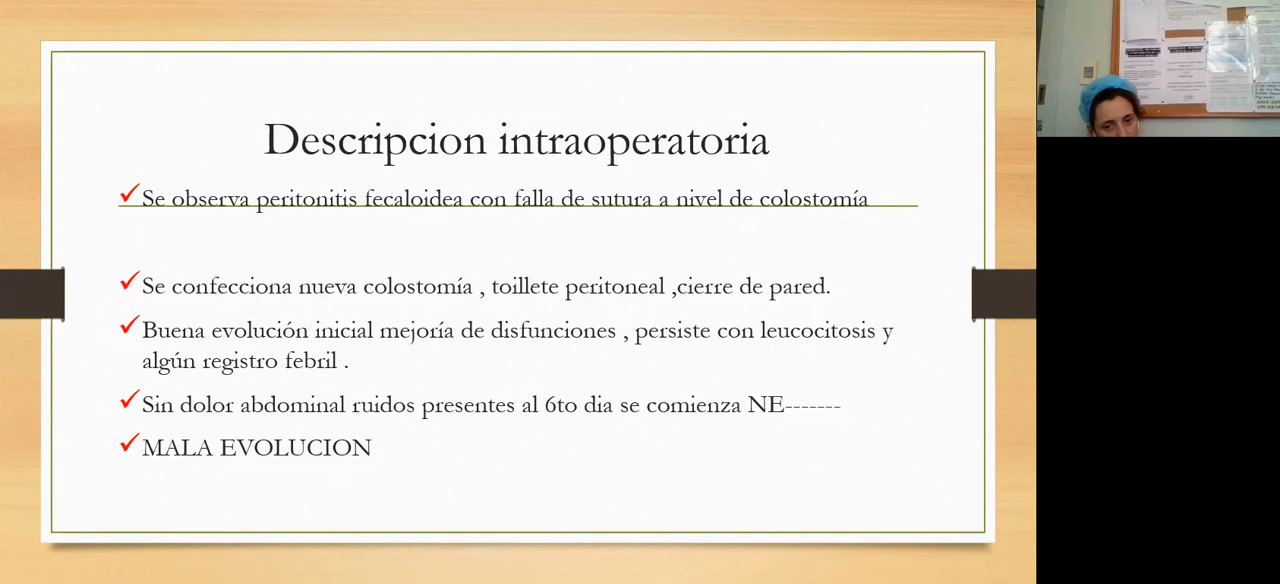 Descripcion intraoperatoria
Se observa peritonitis fecaloidea con falla de sutura a nivel de colostomía
Se confecciona nueva colostomía , toillete peritoneal ,cierre de pared.
Buena evolución inicial mejoría de disfunciones , persiste con leucocitosis y
algún registro febril .
Sin dolor abdominal ruidos presentes al 6to dia se comienza NE-------
MALA EVOLUCION